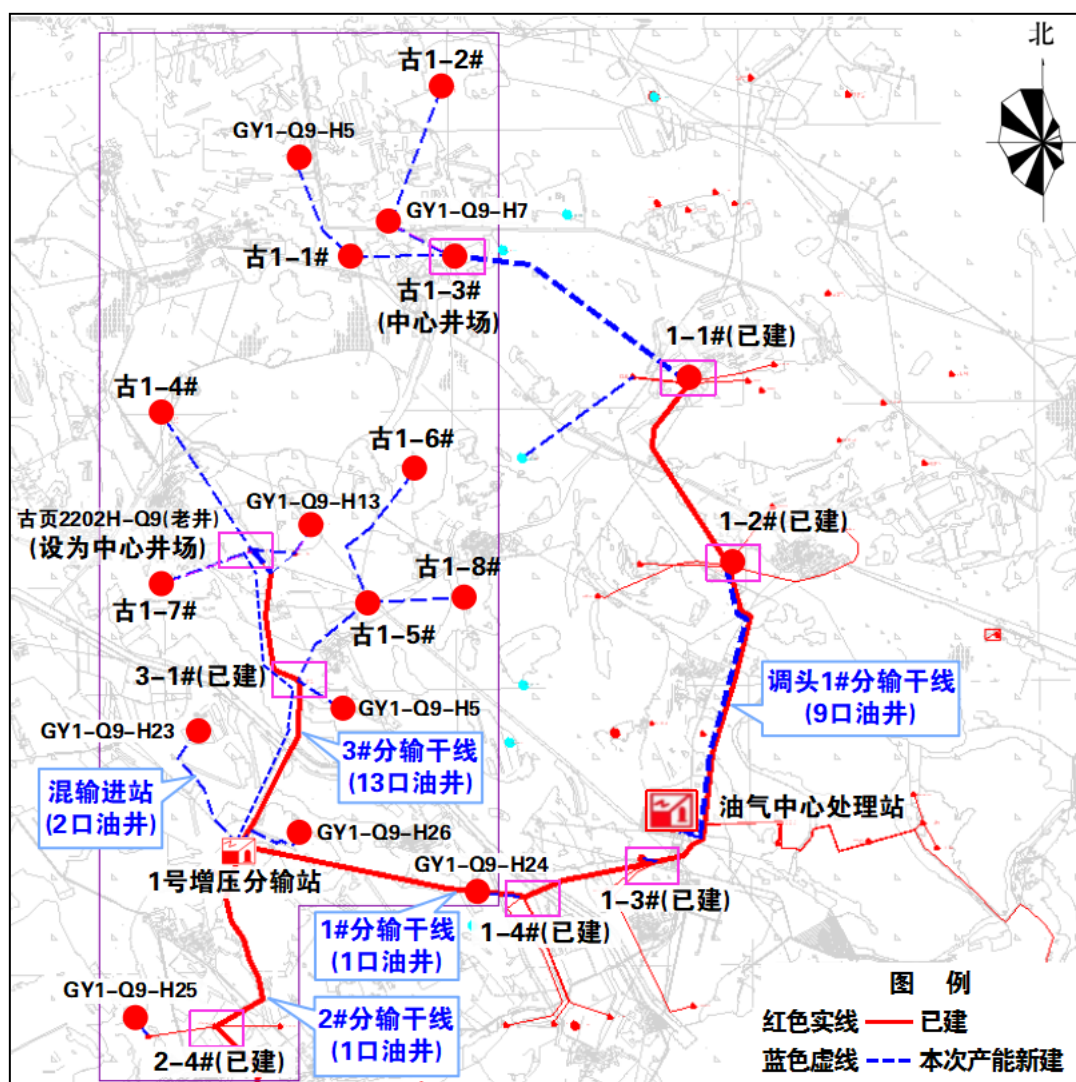 北
古1-2#
GY1-Q9-H5
GY1-Q9-H7
古1-1#
古1-3#
(中心井场)
1-1#(已建)
古1-4#
古1-6#
GY1-Q9-H13
古页2202H-Q9(老井)
(设为中心井场)
1-2#(已建)
古1-8#
古1-7#
古1-5#
3-1#(已建)
调头1#分输干线
(9口油井)
GY1-Q9-H5
GY1-Q9-H23
3#分输干线
(13口油井)
混输进站
(2口油井)
油气中心处理站
GY1-Q9-H26
GY1-Q9-H24
1号增压分输站
1-3#(已建)
1#分输干线
(1口油井)
1-4#(已建)
GY1-Q9-H25
2#分输干线
(1口油井)
2-4#(已建)
图 例
红色实线 已建
蓝色虚线 本次产能新建